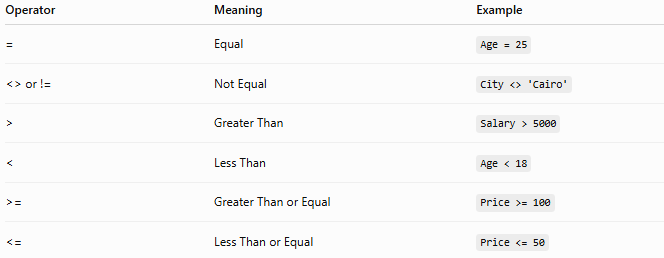 Operator Meaning Example
= Equal Age = 25
<> or != Not Equal City <> 'Cairo'
> Greater Than Salary > 5000
< Less Than Age < 18
>= Greater Than or Equal Price >= 100
<= Less Than or Equal Price <= 50